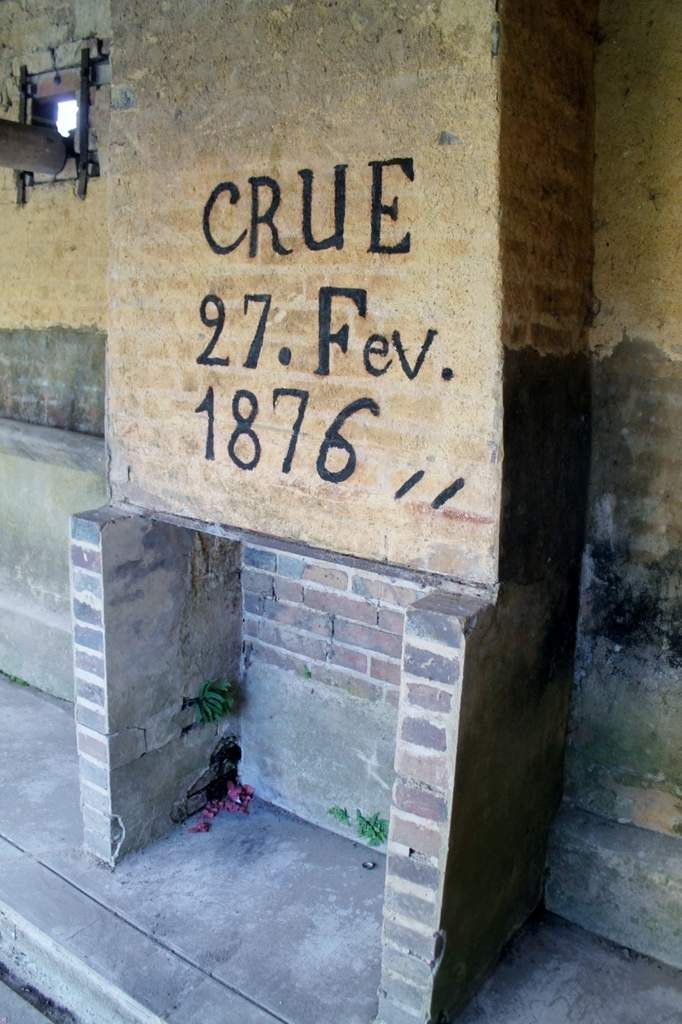 CRUE
27. Fev.
1876 ,,